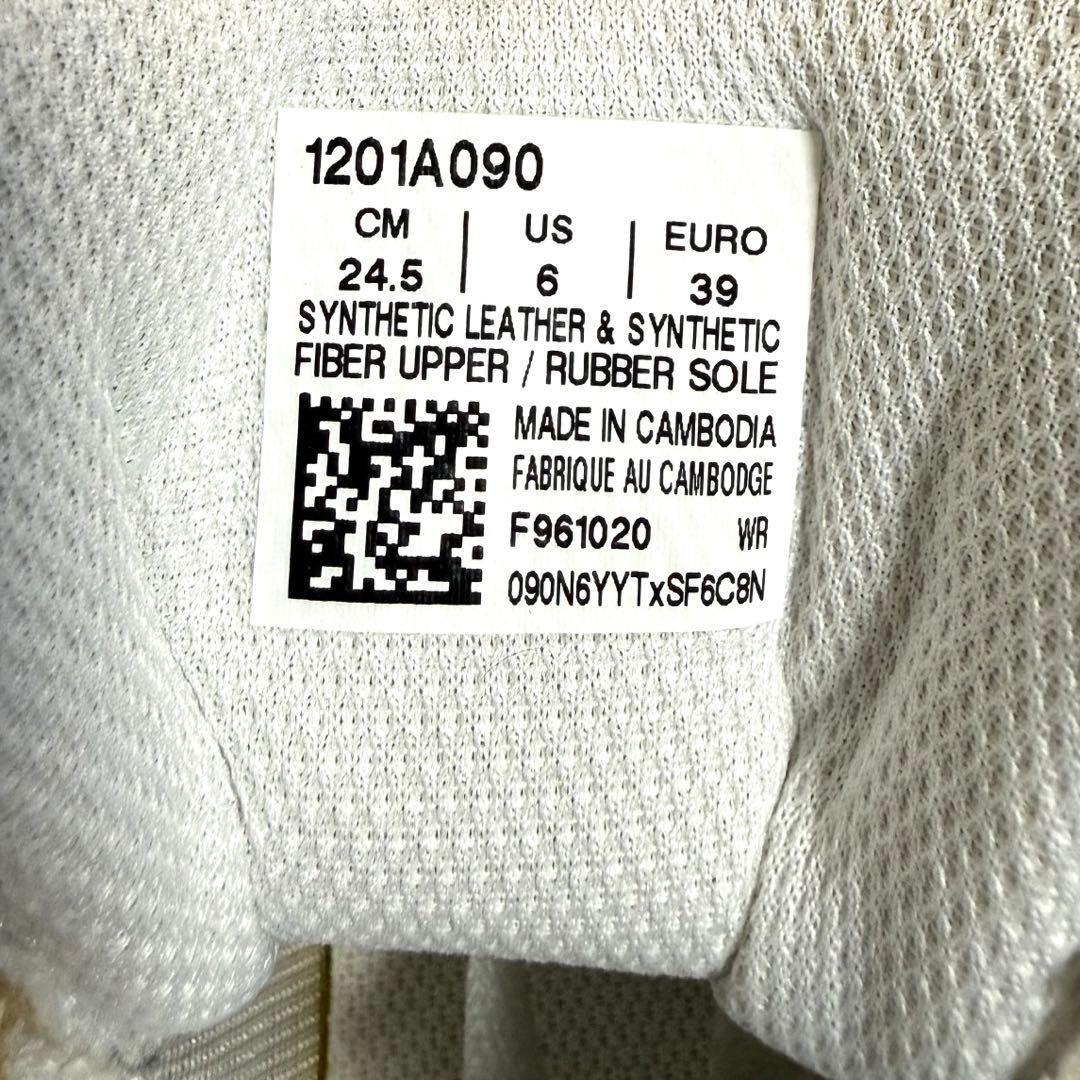 1201A090
CM | US | EURO
24.5 | 6 | 39
SYNTHETIC LEATHER & SYNTHETIC
FIBER UPPER / RUBBER SOLE
MADE IN CAMBODIA
FABRIQUE AU CAMBODGE
F961020 WR
090N6YYTxSF6C8N